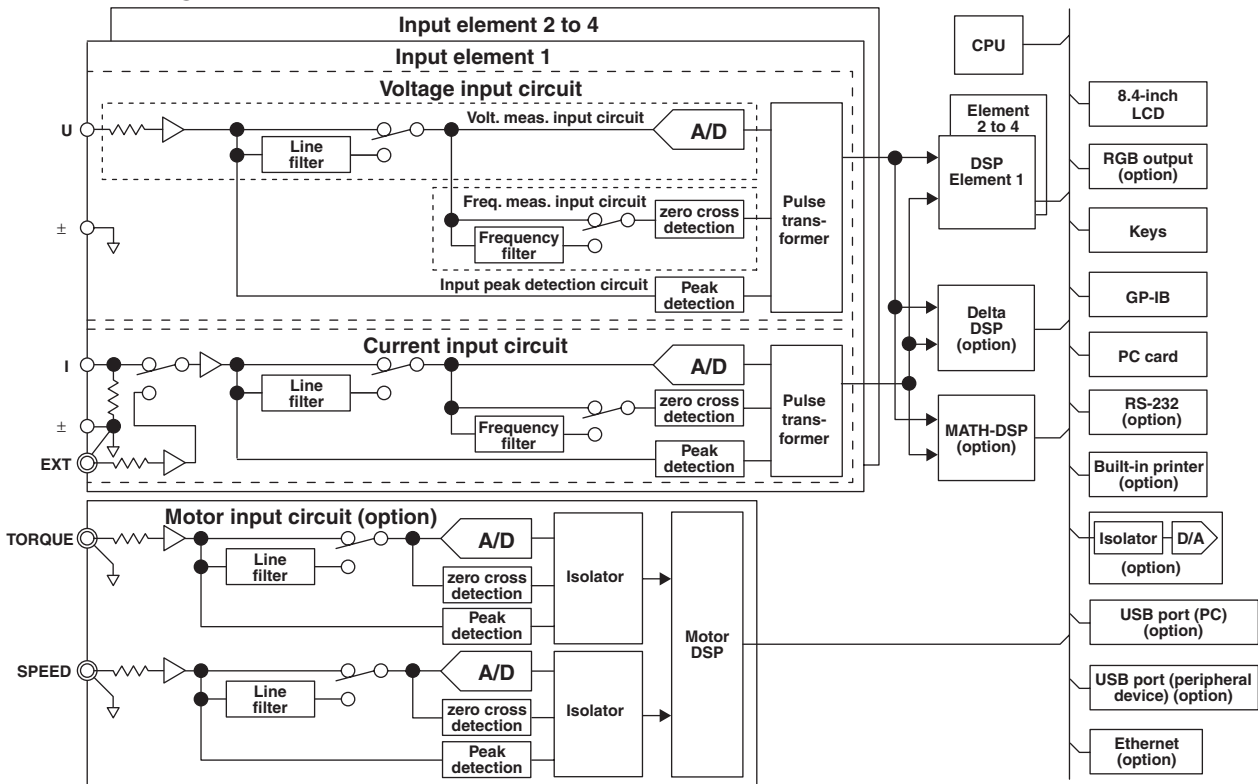 Input element 2 to 4
Input element 1
Voltage input circuit
Volt. meas. input circuit
U
Line
filter
A/D
Freq. meas. input circuit
Frequency
filter
zero cross
detection
±
Input peak detection circuit
Peak
detection
Pulse
trans-
former
Current input circuit
I
Line
filter
A/D
Frequency
filter
zero cross
detection
Peak
detection
Pulse
trans-
former
±
EXT
Motor input circuit (option)
TORQUE
Line
filter
A/D
zero cross
detection
Peak
detection
Isolator
SPEED
Line
filter
A/D
zero cross
detection
Peak
detection
Isolator
Motor
DSP
CPU
Element
2 to 4
DSP
Element 1
Delta
DSP
(option)
MATH-DSP
(option)
8.4-inch
LCD
RGB output
(option)
Keys
GP-IB
PC card
RS-232
(option)
Built-in printer
(option)
Isolator
D/A
(option)
USB port (PC)
(option)
USB port (peripheral
device) (option)
Ethernet
(option)